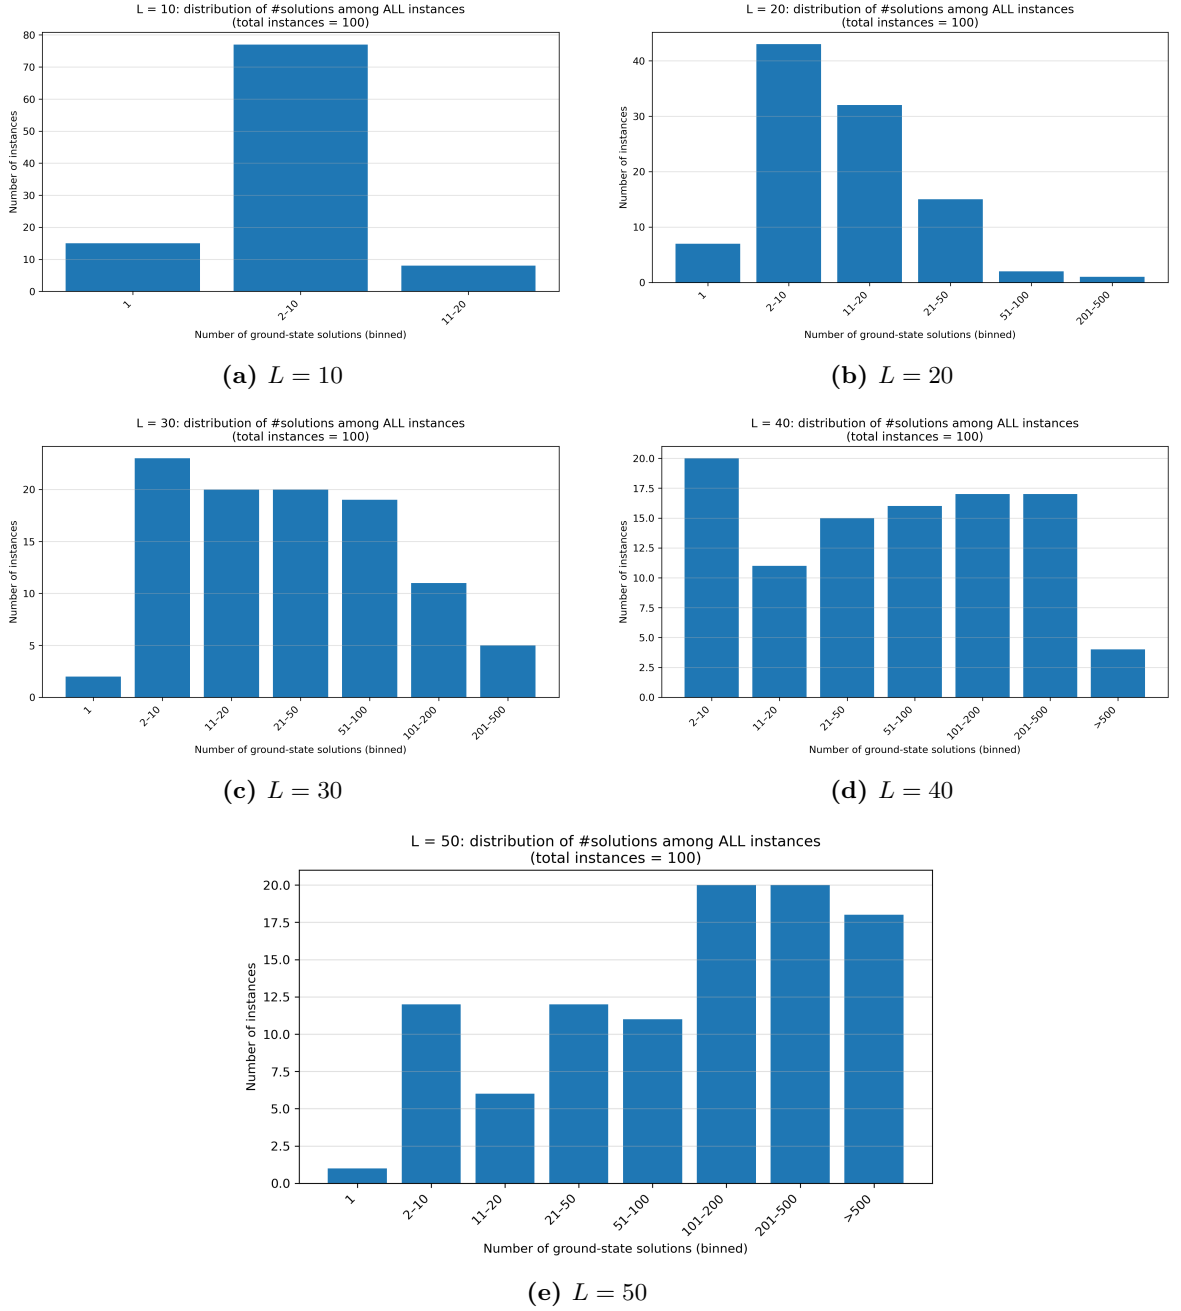 L = 10: distribution of #solutions among ALL instances
(total instances = 100)
Number of instances
80
70
60
50
40
30
20
10
0
1
2–10
11–20
Number of ground-state solutions (binned)
(a) L = 10
L = 20: distribution of #solutions among ALL instances
(total instances = 100)
Number of instances
40
30
20
10
0
1
2–10
11–20
21–50
51–100
201–500
Number of ground-state solutions (binned)
(b) L = 20
L = 30: distribution of #solutions among ALL instances
(total instances = 100)
Number of instances
20
15
10
5
0
1
2–10
11–20
21–50
51–100
101–200
201–500
Number of ground-state solutions (binned)
(c) L = 30
L = 40: distribution of #solutions among ALL instances
(total instances = 100)
Number of instances
20.0
17.5
15.0
12.5
10.0
7.5
5.0
2.5
0.0
2–10
11–20
21–50
51–100
101–200
201–500
>500
Number of ground-state solutions (binned)
(d) L = 40
L = 50: distribution of #solutions among ALL instances
(total instances = 100)
Number of instances
20.0
17.5
15.0
12.5
10.0
7.5
5.0
2.5
0.0
1
2–10
11–20
21–50
51–100
101–200
201–500
>500
Number of ground-state solutions (binned)
(e) L = 50